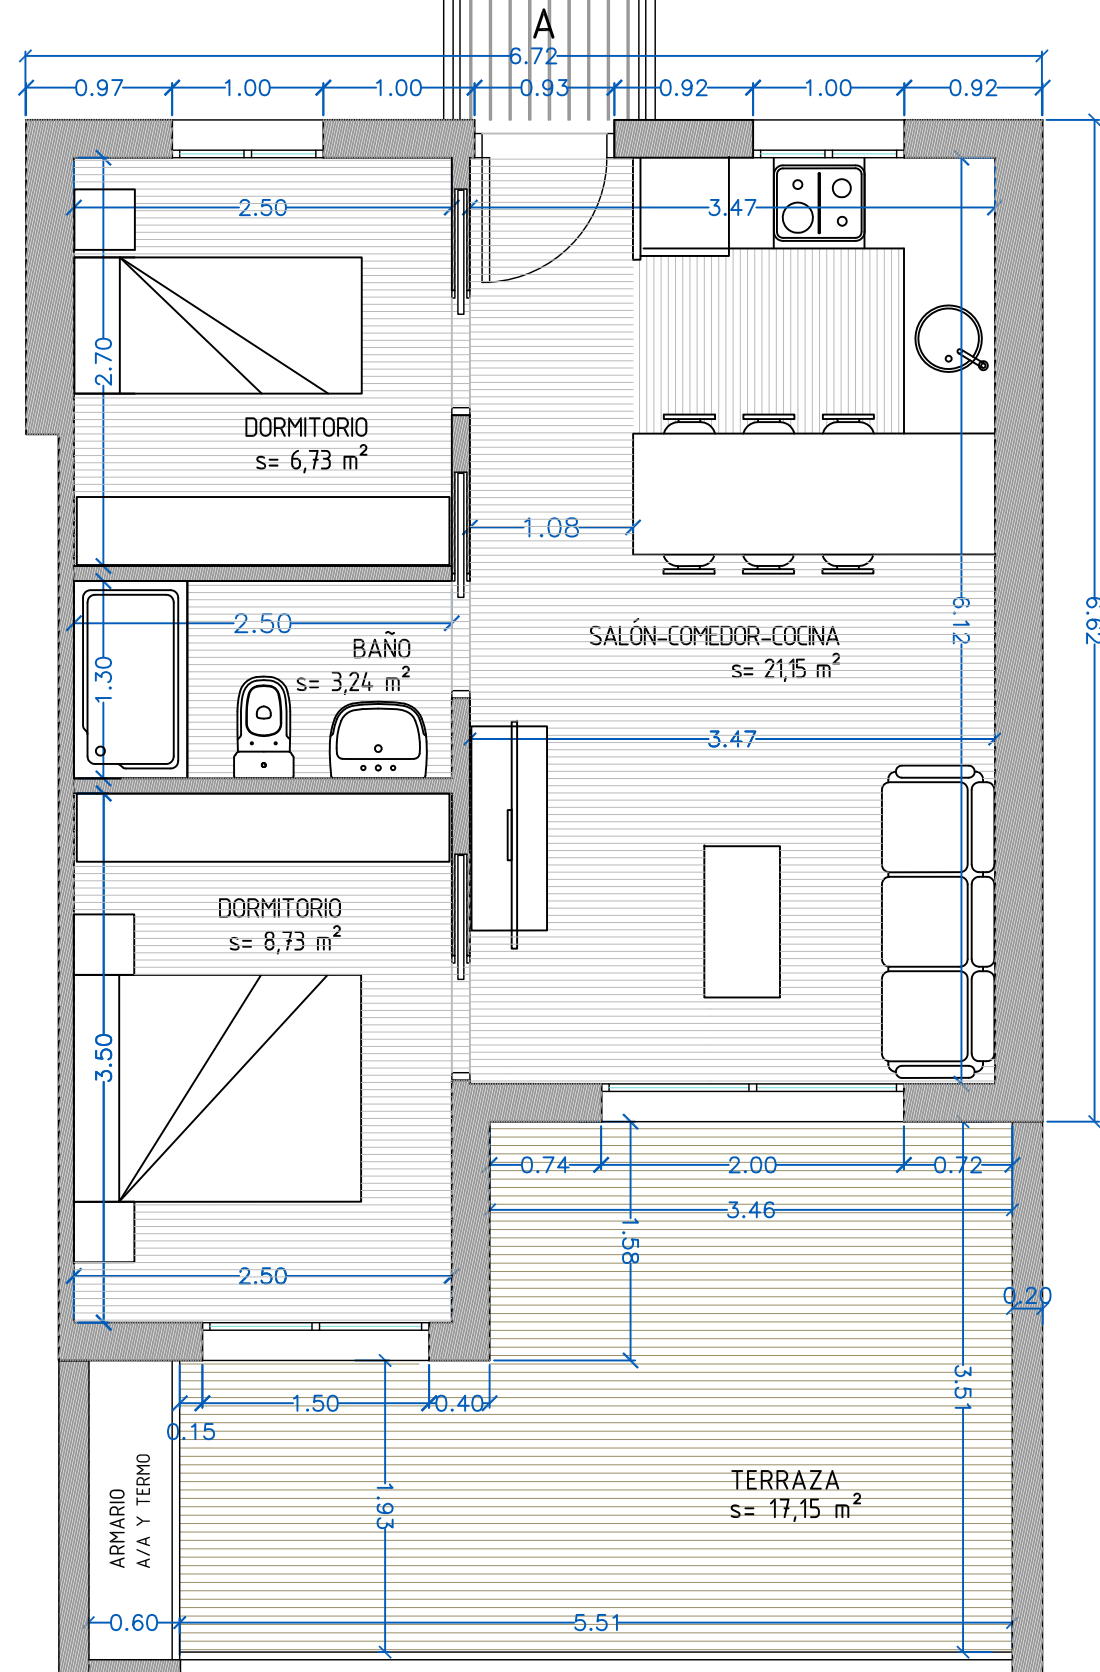 A
6.72
0.97 1.00 1.00 0.93 0.92 1.00 0.92
2.50
3.47
2.70
DORMITORIO
s= 6,73 m²
1.08
6.12
6.62
2.50
BAÑO
s= 3,24 m²
1.30
SALÓN-COMEDOR-COCINA
s= 21,15 m²
3.47
DORMITORIO
s= 8,73 m²
3.50
0.74 2.00 0.72
3.46
1.58
2.50
0.20
3.51
1.50 0.40
0.15
1.93
ARMARIO
A/A Y TERMO
TERRAZA
s= 17,15 m²
0.60 5.51